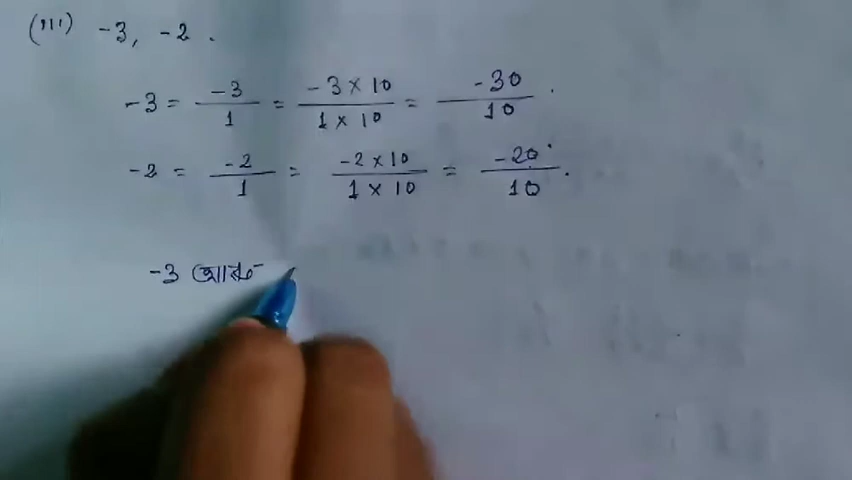 (III) -3, -2.
-3 = -3/1 = -3 × 10/1 × 10 = -30/10.
-2 = -2/1 = -2 × 10/1 × 10 = -20/10.
-3 আৰু -